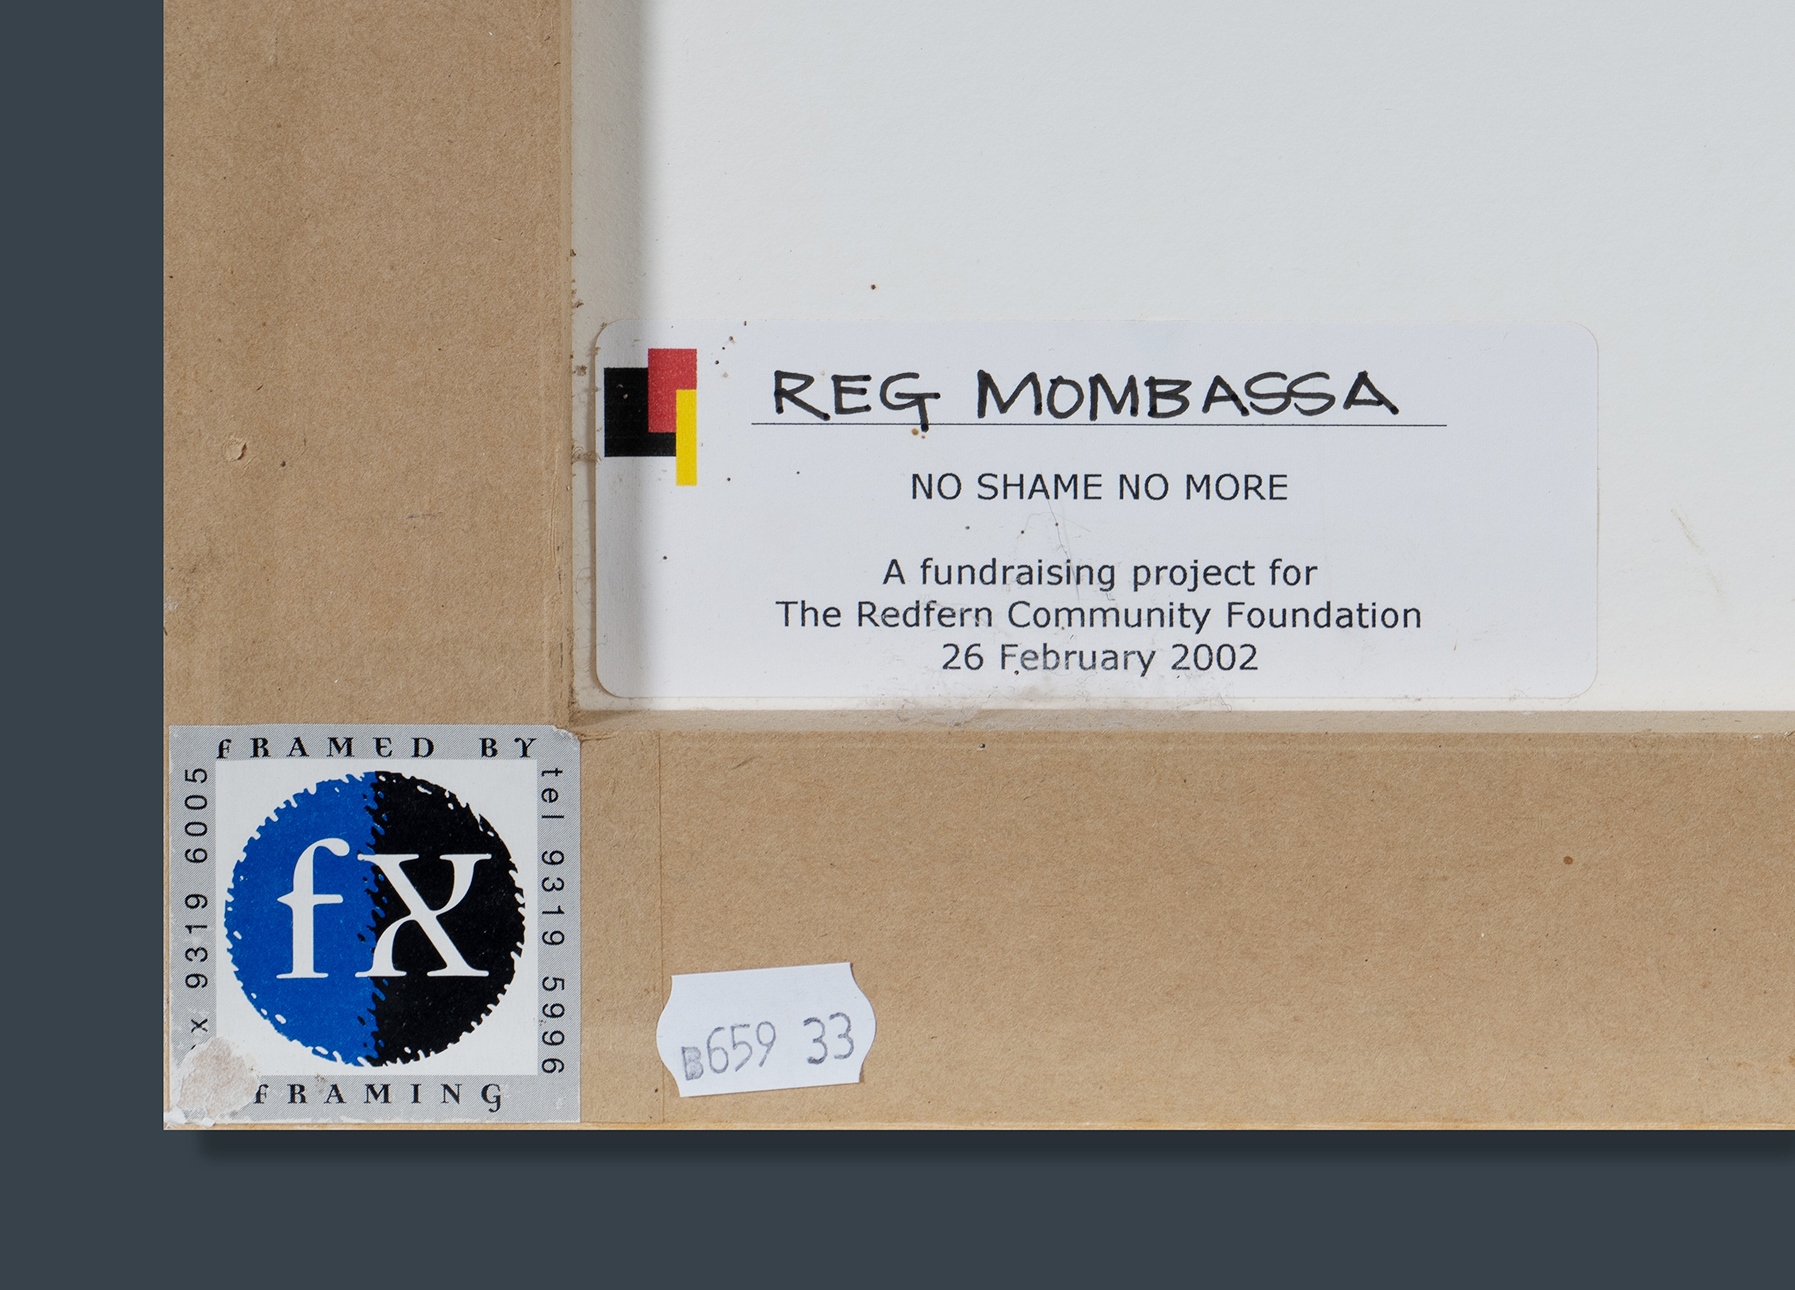 REG MOMBASSA
NO SHAME NO MORE
A fundraising project for
The Redfern Community Foundation
26 February 2002
FRAMED BY
x 9319 6005
fx
tel 9319 5996
FRAMING
B659 33